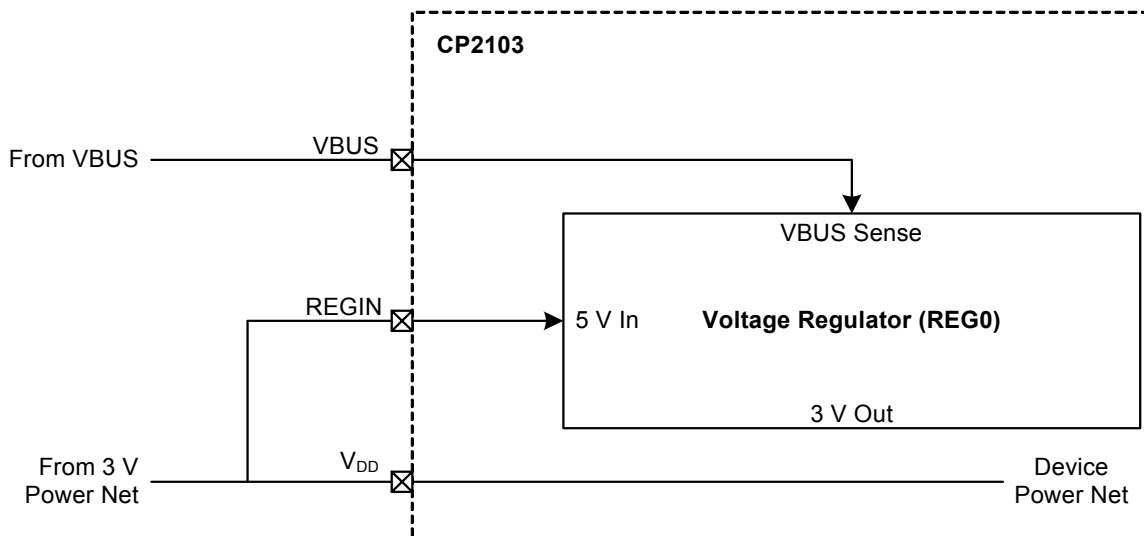 CP2103
From VBUS
VBUS
VBUS Sense
REGIN
5 V In
Voltage Regulator (REG0)
3 V Out
From 3 V
Power Net
VDD
Device
Power Net